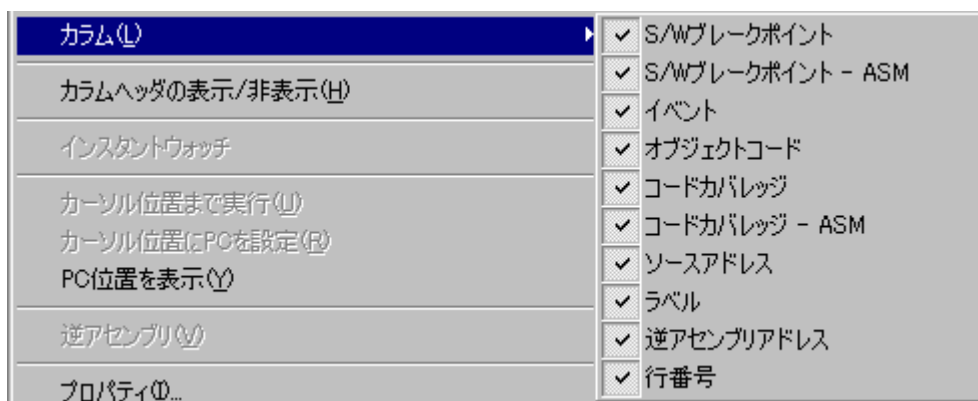 カラム(L)
カラムヘッダの表示/非表示(H)
インスタントウォッチ
カーソル位置まで実行(U)
カーソル位置にPCを設定(R)
PC位置を表示(Y)
逆アセンブリ(V)
プロパティ(I)...
S/Wブレークポイント
S/Wブレークポイント - ASM
イベント
オブジェクトコード
コードカバレッジ
コードカバレッジ - ASM
ソースアドレス
ラベル
逆アセンブリアドレス
行番号